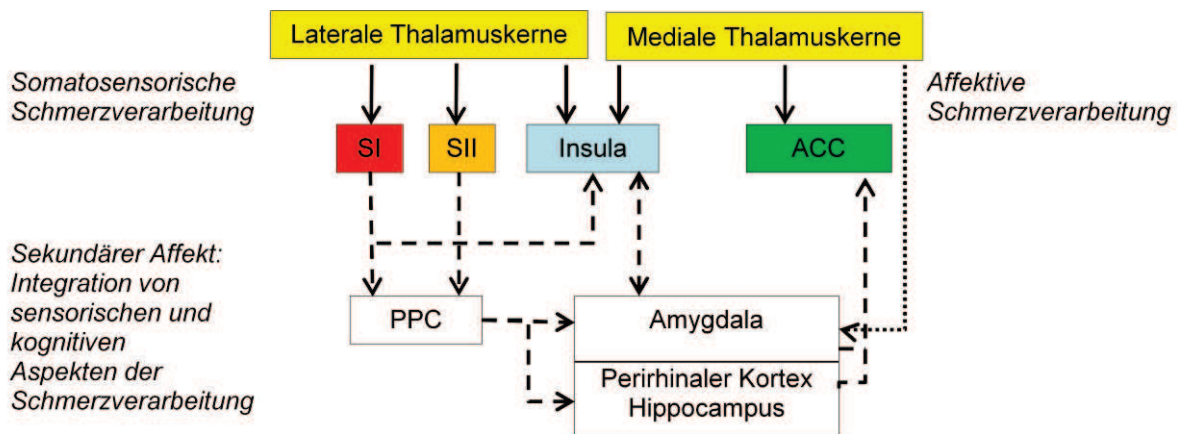 Laterale Thalamuskerne
Mediale Thalamuskerne
Somatosensorische
Schmerzverarbeitung
Affektive
Schmerzverarbeitung
SI
SII
Insula
ACC
Sekundärer Affekt:
Integration von
sensorischen und
kognitiven
Aspekten der
Schmerzverarbeitung
PPC
Amygdala
Perirhinaler Kortex
Hippocampus